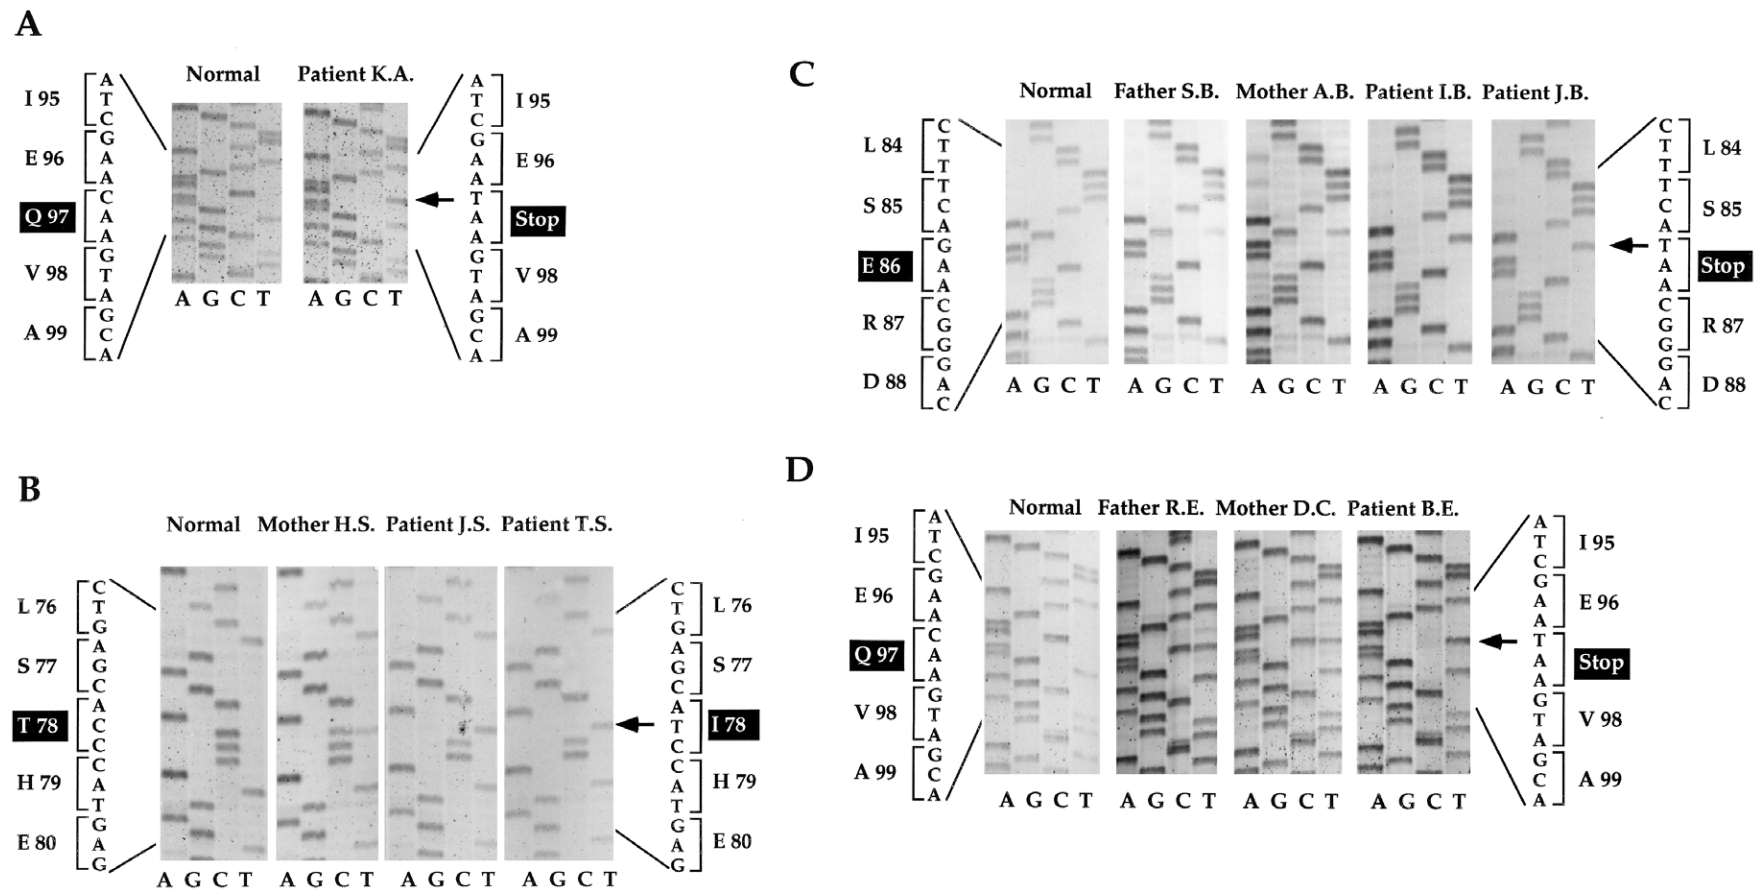 A
Normal
Patient K.A.
I 95
E 96
Q 97
V 98
A 99
A
T
C
G
A
A
C
A
A
G
T
A
G
C
A
A G C T
A G C T
A
T
C
G
A
A
T
A
A
G
T
A
G
C
A
I 95
E 96
Stop
V 98
A 99
B
Normal
Mother H.S.
Patient J.S.
Patient T.S.
L 76
S 77
T 78
H 79
E 80
C
T
G
A
G
C
A
C
C
C
A
T
G
A
G
A G C T
A G C T
A G C T
A G C T
C
T
G
A
G
C
A
T
C
C
A
T
G
A
G
L 76
S 77
I 78
H 79
E 80
C
Normal
Father S.B.
Mother A.B.
Patient I.B.
Patient J.B.
L 84
S 85
E 86
R 87
D 88
C
T
T
T
C
A
G
A
A
C
G
G
G
A
C
A G C T
A G C T
A G C T
A G C T
A G C T
C
T
T
T
C
A
T
A
A
C
G
G
G
A
C
L 84
S 85
Stop
R 87
D 88
D
Normal
Father R.E.
Mother D.C.
Patient B.E.
I 95
E 96
Q 97
V 98
A 99
A
T
C
G
A
A
C
A
A
G
T
A
G
C
A
A G C T
A G C T
A G C T
A G C T
A
T
C
G
A
A
T
A
A
G
T
A
G
C
A
I 95
E 96
Stop
V 98
A 99